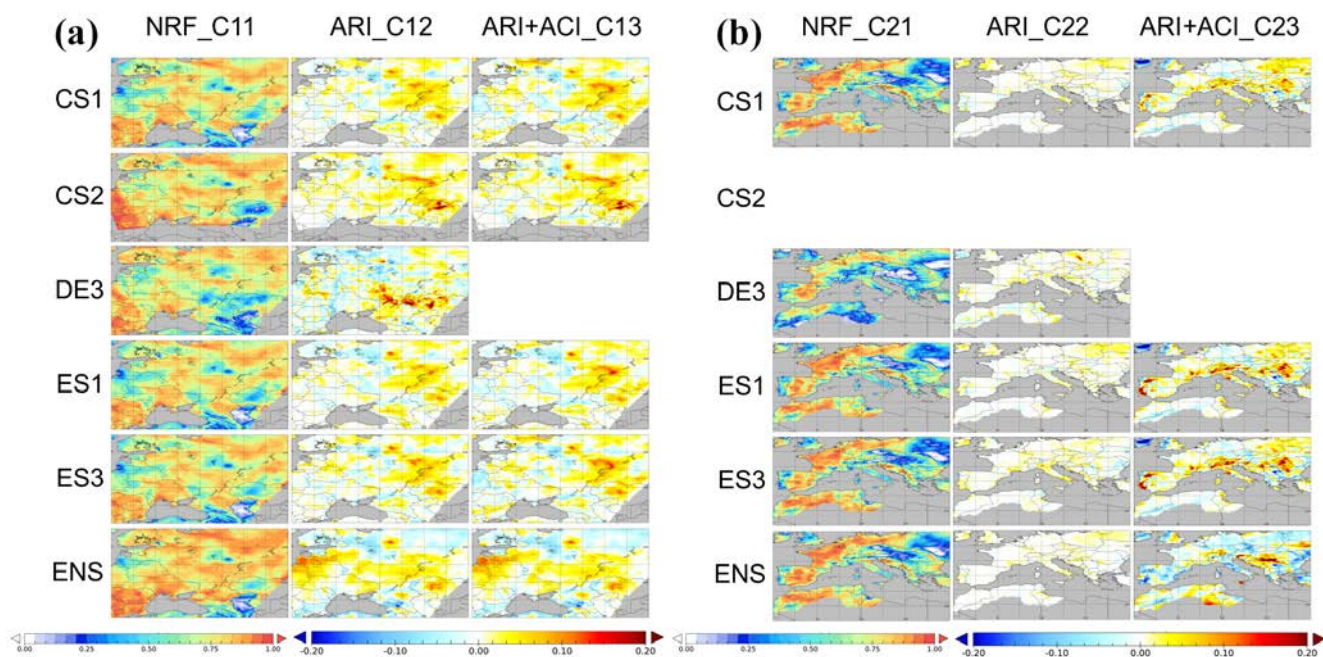 (a) NRF_C11 ARI_C12 ARI+ACI_C13
CS1
CS2
DE3
ES1
ES3
ENS
0.0 0.25 0.50 0.75 1.00
-0.20 -0.10 0.00 0.10 0.20
(b) NRF_C21 ARI_C22 ARI+ACI_C23
CS1
CS2
DE3
ES1
ES3
ENS
0.0 0.25 0.50 0.75 1.00
-0.20 -0.10 0.00 0.10 0.20